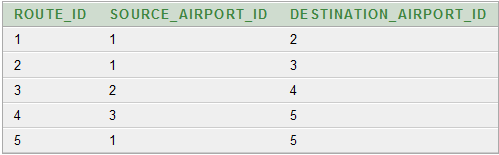 ROUTE_ID SOURCE_AIRPORT_ID DESTINATION_AIRPORT_ID
1 1 2
2 1 3
3 2 4
4 3 5
5 1 5